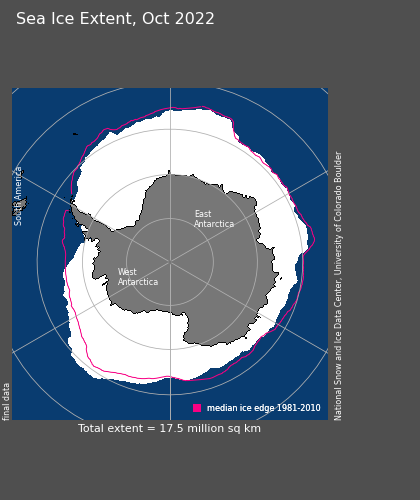 Sea Ice Extent, Oct 2022
South America
East
Antarctica
West
Antarctica
National Snow and Ice Data Center, University of Colorado Boulder
final data
median ice edge 1981-2010
Total extent = 17.5 million sq km